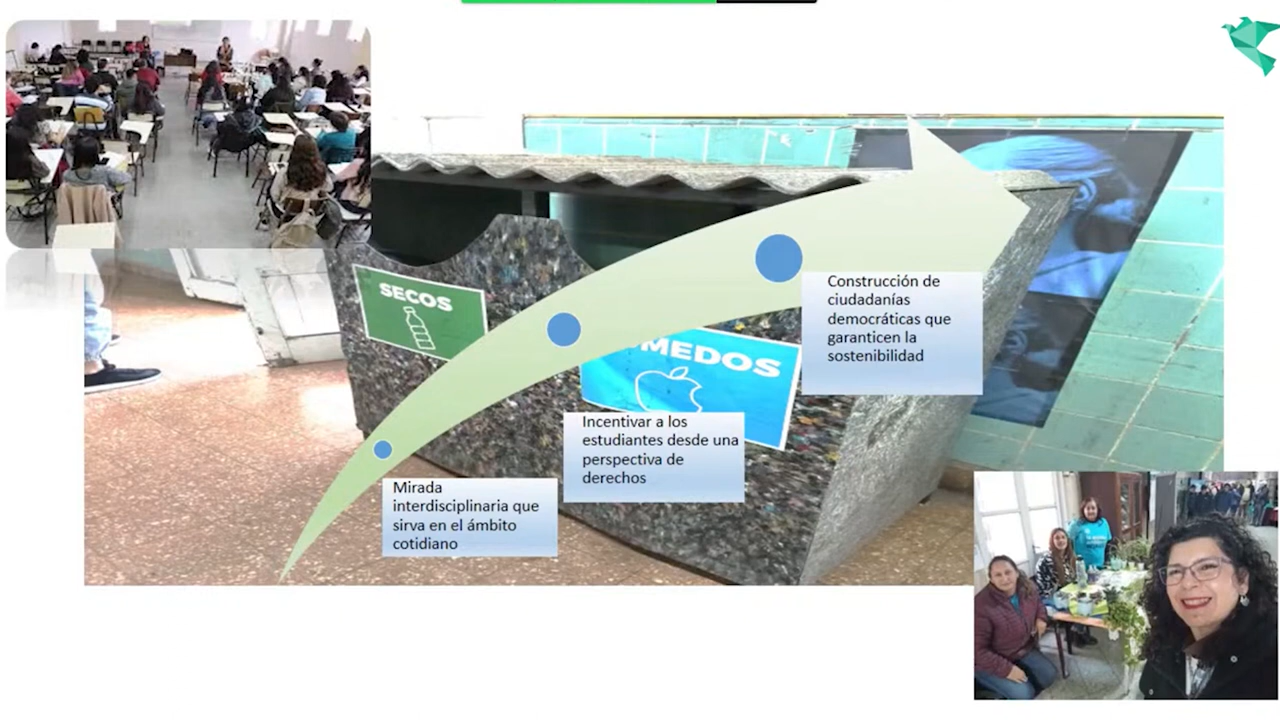 SECOS
MEDOS
Construcción de
ciudadanías
democráticas que
garanticen la
sostenibilidad
Incentivar a los
estudiantes desde una
perspectiva de
derechos
Mirada
interdisciplinaria que
sirva en el ámbito
cotidiano